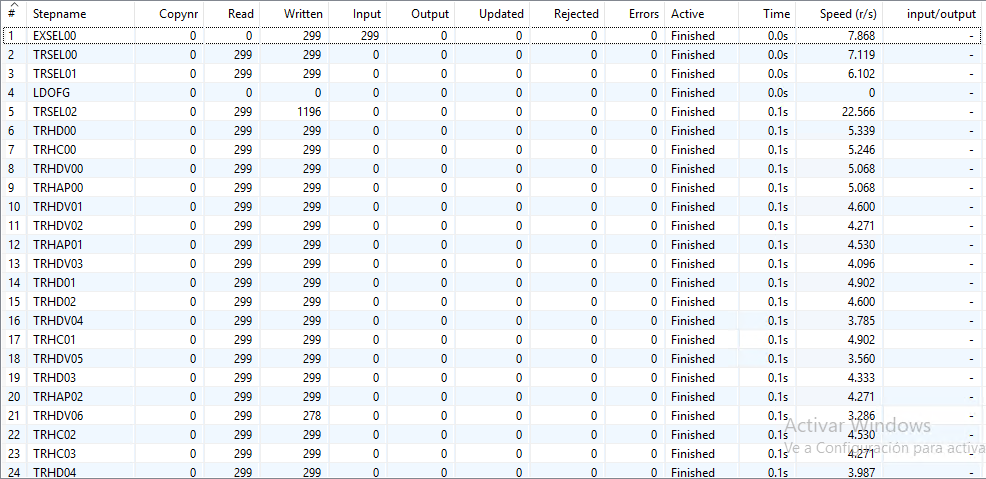 # Stepname Copynr Read Written Input Output Updated Rejected Errors Active Time Speed (r/s) input/output
1 EXSEL00 0 0 299 299 0 0 0 0 Finished 0.0s 7.868 -
2 TRSEL00 0 299 299 0 0 0 0 0 Finished 0.0s 7.119 -
3 TRSEL01 0 299 299 0 0 0 0 0 Finished 0.0s 6.102 -
4 LDOFG 0 0 0 0 0 0 0 0 Finished 0.0s 0 -
5 TRSEL02 0 299 1196 0 0 0 0 0 Finished 0.1s 22.566 -
6 TRHD00 0 299 299 0 0 0 0 0 Finished 0.1s 5.339 -
7 TRHC00 0 299 299 0 0 0 0 0 Finished 0.1s 5.246 -
8 TRHDV00 0 299 299 0 0 0 0 0 Finished 0.1s 5.068 -
9 TRHAP00 0 299 299 0 0 0 0 0 Finished 0.1s 5.068 -
10 TRHDV01 0 299 299 0 0 0 0 0 Finished 0.1s 4.600 -
11 TRHDV02 0 299 299 0 0 0 0 0 Finished 0.1s 4.271 -
12 TRHAP01 0 299 299 0 0 0 0 0 Finished 0.1s 4.530 -
13 TRHDV03 0 299 299 0 0 0 0 0 Finished 0.1s 4.096 -
14 TRHD01 0 299 299 0 0 0 0 0 Finished 0.1s 4.902 -
15 TRHD02 0 299 299 0 0 0 0 0 Finished 0.1s 4.600 -
16 TRHDV04 0 299 299 0 0 0 0 0 Finished 0.1s 3.785 -
17 TRHC01 0 299 299 0 0 0 0 0 Finished 0.1s 4.902 -
18 TRHDV05 0 299 299 0 0 0 0 0 Finished 0.1s 3.560 -
19 TRHD03 0 299 299 0 0 0 0 0 Finished 0.1s 4.333 -
20 TRHAP02 0 299 299 0 0 0 0 0 Finished 0.1s 4.271 -
21 TRHDV06 0 299 278 0 0 0 0 0 Finished 0.1s 3.286 -
Activar Windows
22 TRHC02 0 299 299 0 0 0 0 0 Finished 0.1s 4.530 -
Ve a Configuración para activa
23 TRHC03 0 299 299 0 0 0 0 0 Finished 0.1s 4.271 -
24 TRHD04 0 299 299 0 0 0 0 0 Finished 0.1s 3.987 -